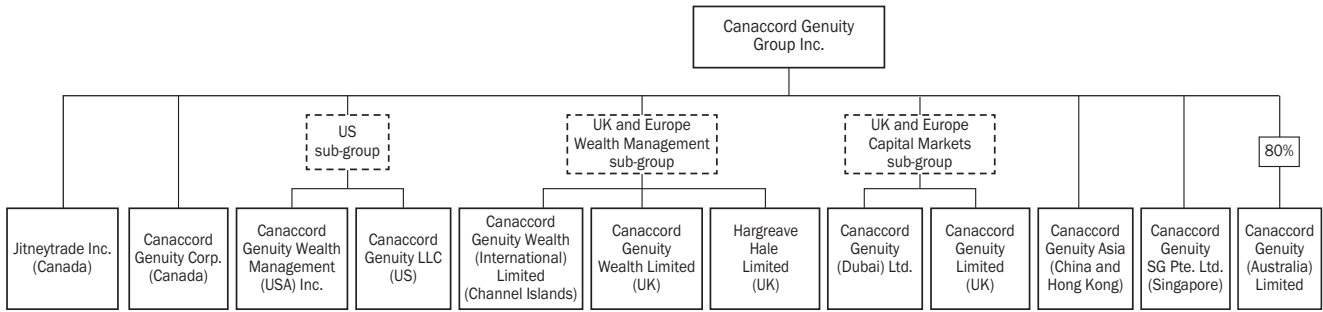 Canaccord Genuity
Group Inc.
US
sub-group
UK and Europe
Wealth Management
sub-group
UK and Europe
Capital Markets
sub-group
80%
Jitneytrade Inc.
(Canada)
Canaccord
Genuity Corp.
(Canada)
Canaccord
Genuity Wealth
Management
(USA) Inc.
Canaccord
Genuity LLC
(US)
Canaccord
Genuity Wealth
(International)
Limited
(Channel Islands)
Canaccord
Genuity
Wealth Limited
(UK)
Hargreave
Hale
Limited
(UK)
Canaccord
Genuity
(Dubai) Ltd.
Canaccord
Genuity
Limited
(UK)
Canaccord
Genuity Asia
(China and
Hong Kong)
Canaccord
Genuity
SG Pte. Ltd.
(Singapore)
Canaccord
Genuity
(Australia)
Limited